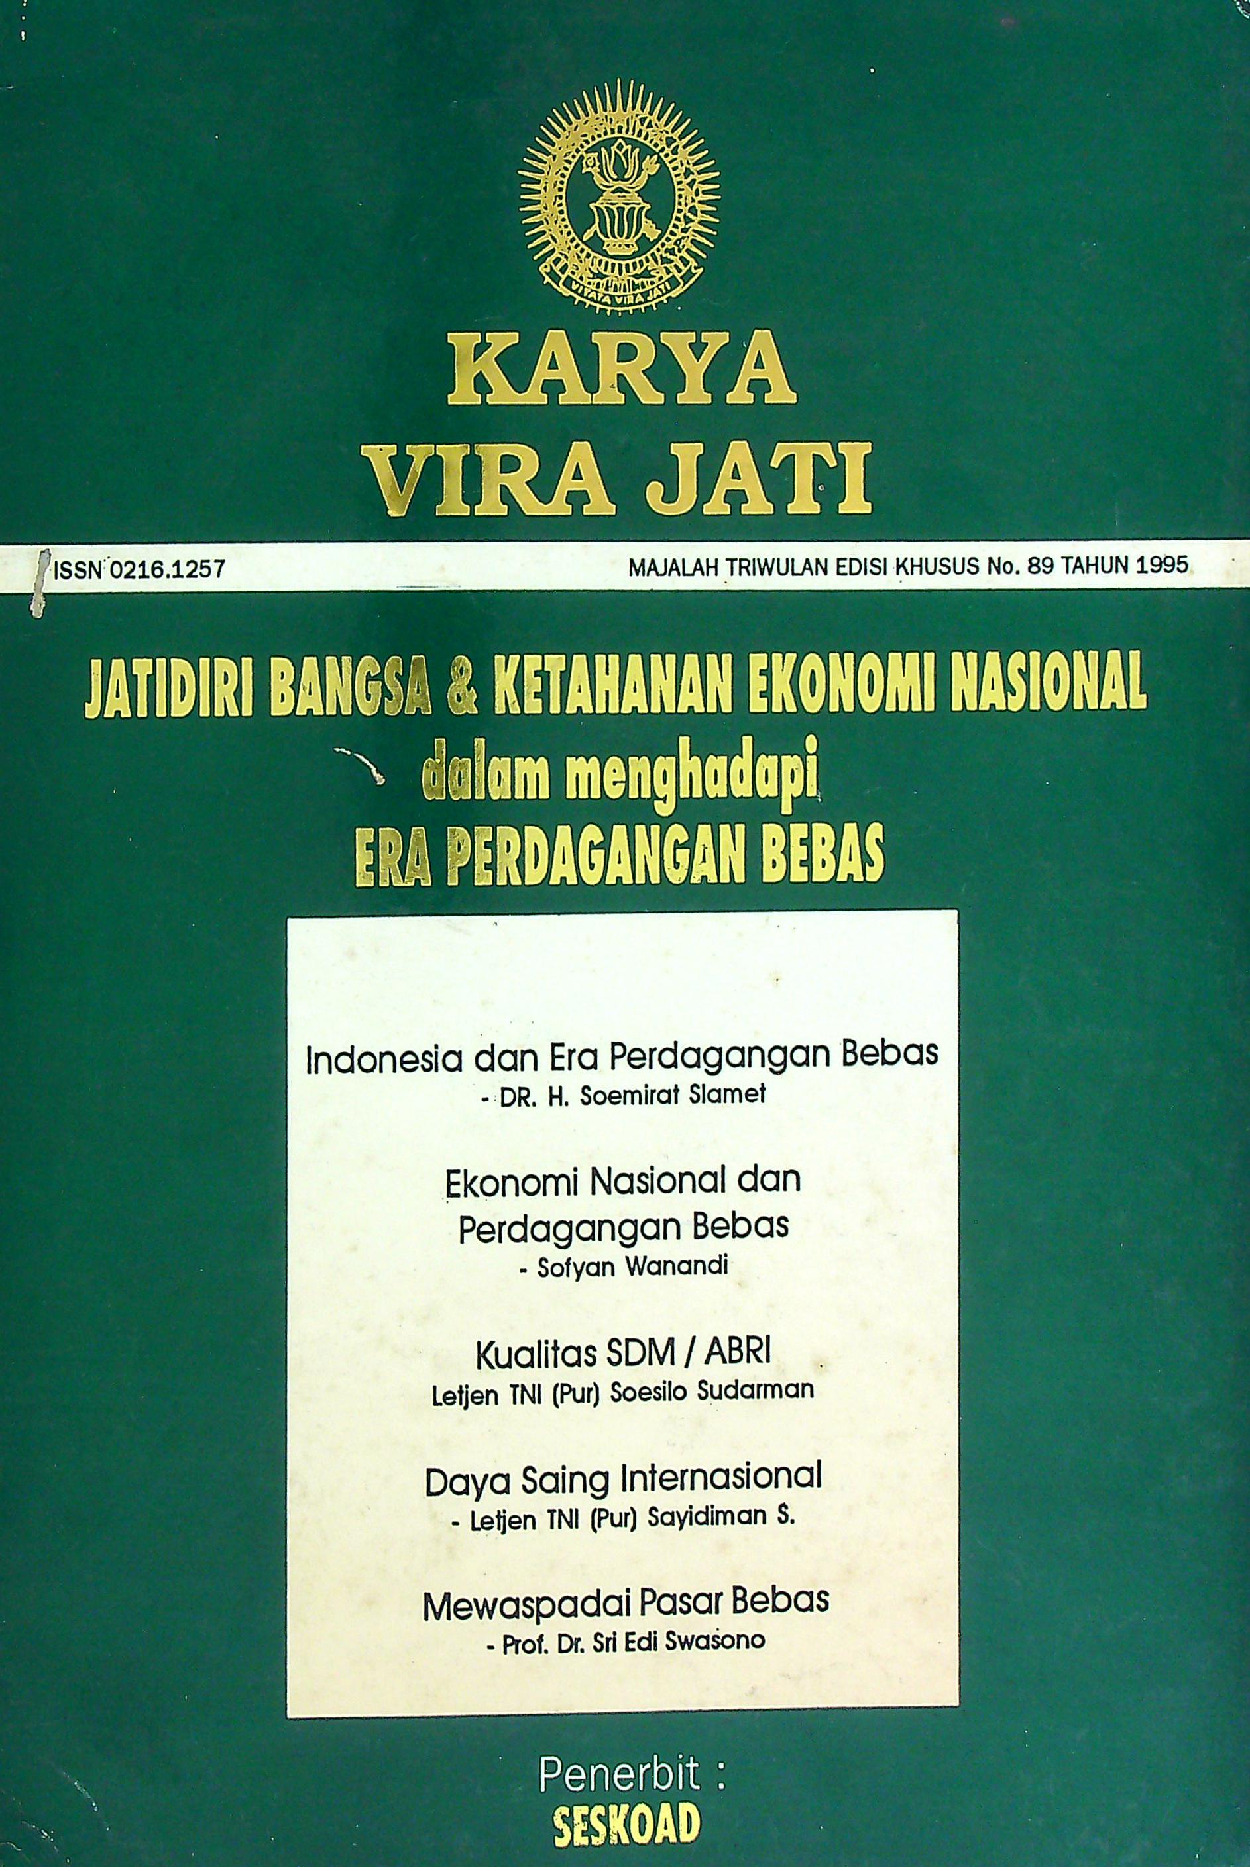 VIYATA VIRA JATI
KARYA
VIRA JATI
ISSN 0216.1257
MAJALAH TRIWULAN EDISI KHUSUS No. 89 TAHUN 1995
JATIDIRI BANGSA & KETAHANAN EKONOMI NASIONAL
dalam menghadapi
ERA PERDAGANGAN BEBAS
Indonesia dan Era Perdagangan Bebas
- DR. H. Soemirat Slamet
Ekonomi Nasional dan
Perdagangan Bebas
- Sofyan Wanandi
Kualitas SDM / ABRI
Letjen TNI (Pur) Soesilo Sudarman
Daya Saing Internasional
- Letjen TNI (Pur) Sayidiman S.
Mewaspadai Pasar Bebas
- Prof. Dr. Sri Edi Swasono
Penerbit :
SESKOAD